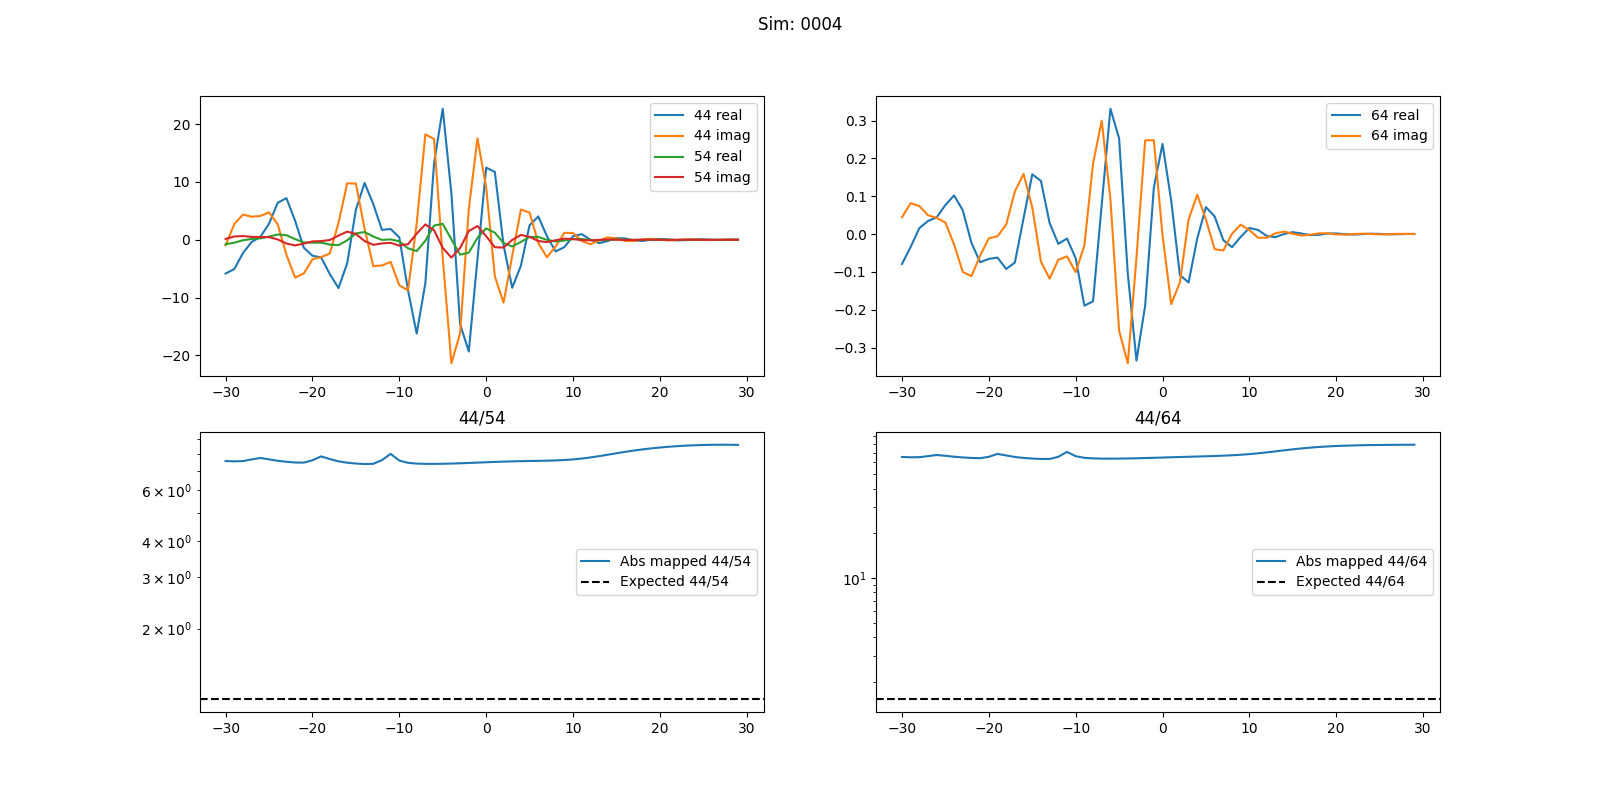 Sim: 0004
44 real
44 imag
54 real
54 imag
20
10
0
−10
−20
−30 −20 −10 0 10 20 30
64 real
64 imag
0.3
0.2
0.1
0.0
−0.1
−0.2
−0.3
−30 −20 −10 0 10 20 30
44/54
6 × 10⁰
4 × 10⁰
3 × 10⁰
2 × 10⁰
Abs mapped 44/54
Expected 44/54
−30 −20 −10 0 10 20 30
44/64
10¹
Abs mapped 44/64
Expected 44/64
−30 −20 −10 0 10 20 30